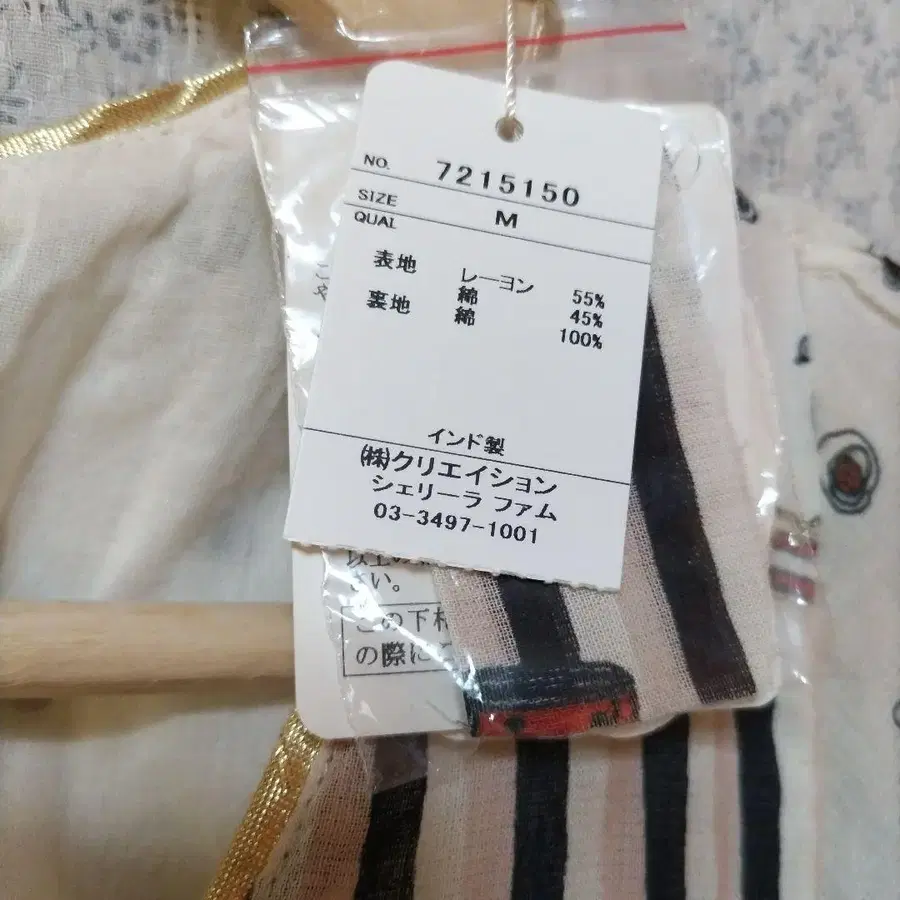 NO. 7215150
SIZE M
QUAL
表地 レーヨン 55%
綿 45%
裏地 綿 100%
インド製
㈱クリエイション
シェリーラ ファム
03-3497-1001
さい。
この下
の際に